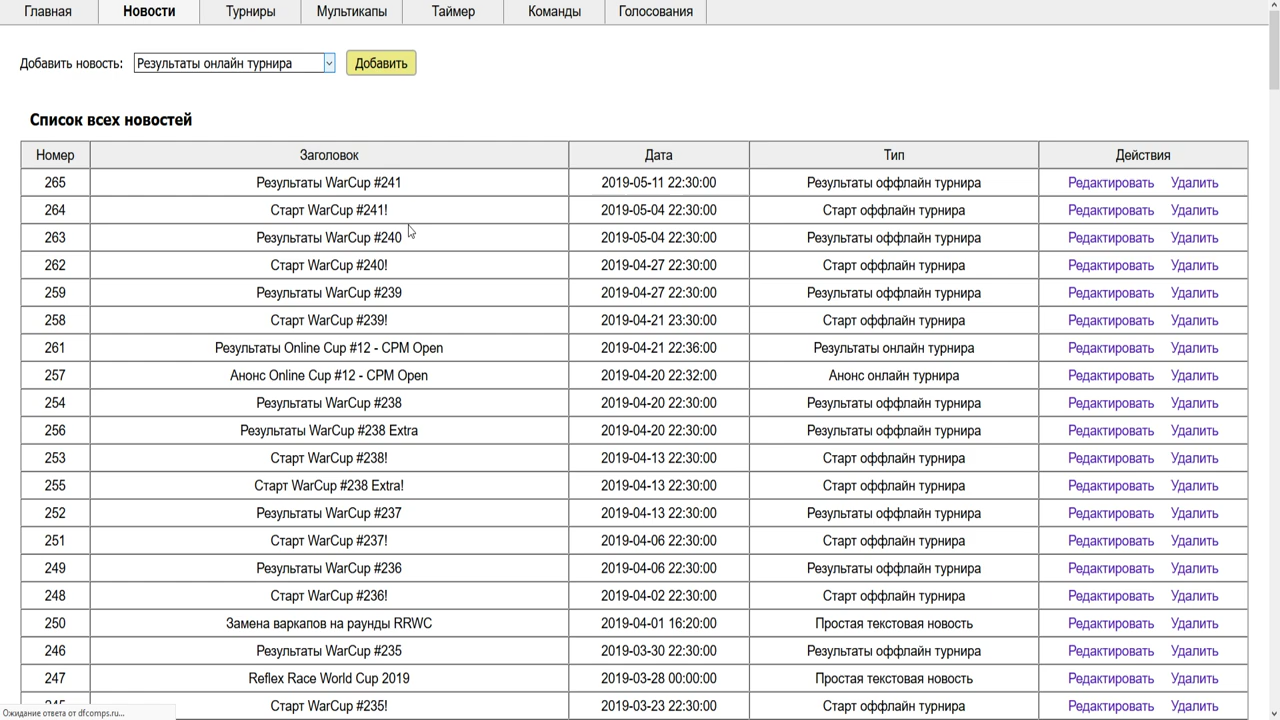 Главная Новости Турниры Мультикапы Таймер Команды Голосования
Добавить новость: Результаты онлайн турнира Добавить
Список всех новостей
Номер Заголовок Дата Тип Действия
265 Результаты WarCup #241 2019-05-11 22:30:00 Результаты оффлайн турнира Редактировать Удалить
264 Старт WarCup #241! 2019-05-04 22:30:00 Старт оффлайн турнира Редактировать Удалить
263 Результаты WarCup #240 2019-05-04 22:30:00 Результаты оффлайн турнира Редактировать Удалить
262 Старт WarCup #240! 2019-04-27 22:30:00 Старт оффлайн турнира Редактировать Удалить
259 Результаты WarCup #239 2019-04-27 22:30:00 Результаты оффлайн турнира Редактировать Удалить
258 Старт WarCup #239! 2019-04-21 23:30:00 Старт оффлайн турнира Редактировать Удалить
261 Результаты Online Cup #12 - CPM Open 2019-04-21 22:36:00 Результаты онлайн турнира Редактировать Удалить
257 Анонс Online Cup #12 - CPM Open 2019-04-20 22:32:00 Анонс онлайн турнира Редактировать Удалить
254 Результаты WarCup #238 2019-04-20 22:30:00 Результаты оффлайн турнира Редактировать Удалить
256 Результаты WarCup #238 Extra 2019-04-20 22:30:00 Результаты оффлайн турнира Редактировать Удалить
253 Старт WarCup #238! 2019-04-13 22:30:00 Старт оффлайн турнира Редактировать Удалить
255 Старт WarCup #238 Extra! 2019-04-13 22:30:00 Старт оффлайн турнира Редактировать Удалить
252 Результаты WarCup #237 2019-04-13 22:30:00 Результаты оффлайн турнира Редактировать Удалить
251 Старт WarCup #237! 2019-04-06 22:30:00 Старт оффлайн турнира Редактировать Удалить
249 Результаты WarCup #236 2019-04-06 22:30:00 Результаты оффлайн турнира Редактировать Удалить
248 Старт WarCup #236! 2019-04-02 22:30:00 Старт оффлайн турнира Редактировать Удалить
250 Замена варкапов на раунды RRWC 2019-04-01 16:20:00 Простая текстовая новость Редактировать Удалить
246 Результаты WarCup #235 2019-03-30 22:30:00 Результаты оффлайн турнира Редактировать Удалить
247 Reflex Race World Cup 2019 2019-03-28 00:00:00 Простая текстовая новость Редактировать Удалить
245 Старт WarCup #235! 2019-03-23 22:30:00 Старт оффлайн турнира Редактировать Удалить
Ожидание ответа от dfcomps.ru...